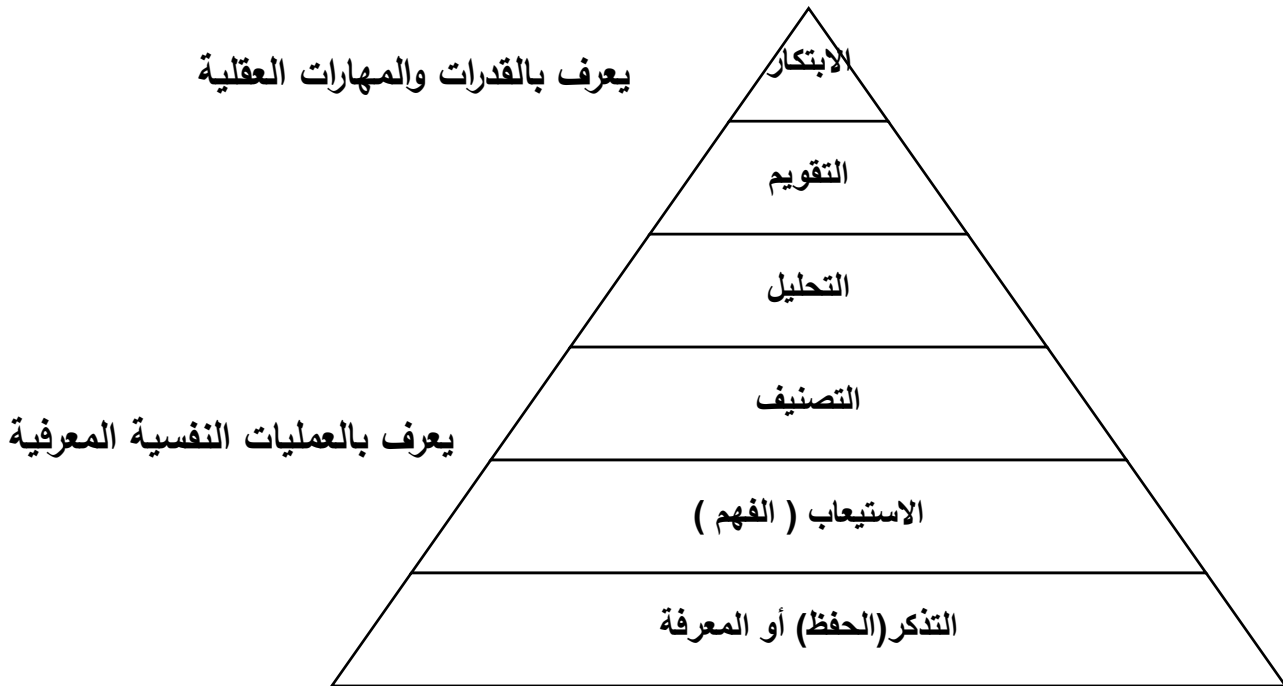 الابتكار
يعرف بالقدرات والمهارات العقلية
التقويم
التحليل
التصنيف
يعرف بالعمليات النفسية المعرفية
الاستيعاب ( الفهم )
التذكر(الحفظ) أو المعرفة